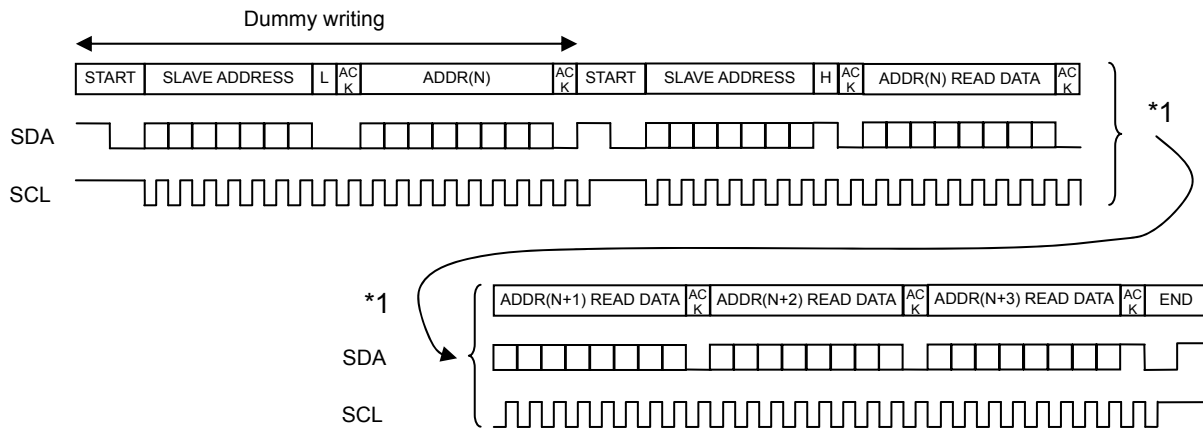 Dummy writing
START SLAVE ADDRESS L ACK ADDR(N) ACK START SLAVE ADDRESS H ACK ADDR(N) READ DATA ACK
*1
SDA
SCL
*1
ADDR(N+1) READ DATA ACK ADDR(N+2) READ DATA ACK ADDR(N+3) READ DATA ACK END
SDA
SCL